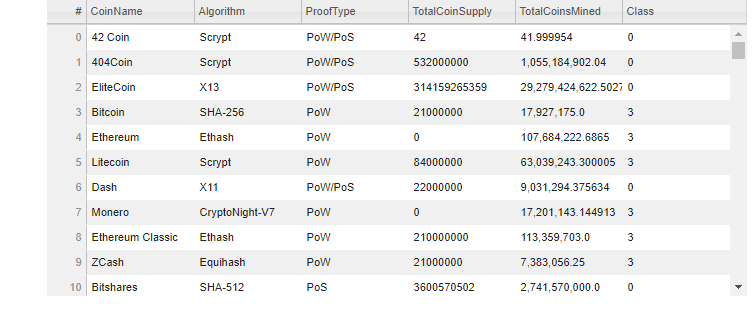 # CoinName Algorithm ProofType TotalCoinSupply TotalCoinsMined Class
0 42 Coin Scrypt PoW/PoS 42 41.999954 0
1 404Coin Scrypt PoW/PoS 532000000 1,055,184,902.04 0
2 EliteCoin X13 PoW/PoS 314159265359 29,279,424,622.5027 0
3 Bitcoin SHA-256 PoW 21000000 17,927,175.0 3
4 Ethereum Ethash PoW 0 107,684,222.6865 3
5 Litecoin Scrypt PoW 84000000 63,039,243.300005 3
6 Dash X11 PoW/PoS 22000000 9,031,294.375634 0
7 Monero CryptoNight-V7 PoW 0 17,201,143.144913 3
8 Ethereum Classic Ethash PoW 210000000 113,359,703.0 3
9 ZCash Equihash PoW 21000000 7,383,056.25 3
10 Bitshares SHA-512 PoS 3600570502 2,741,570,000.0 0